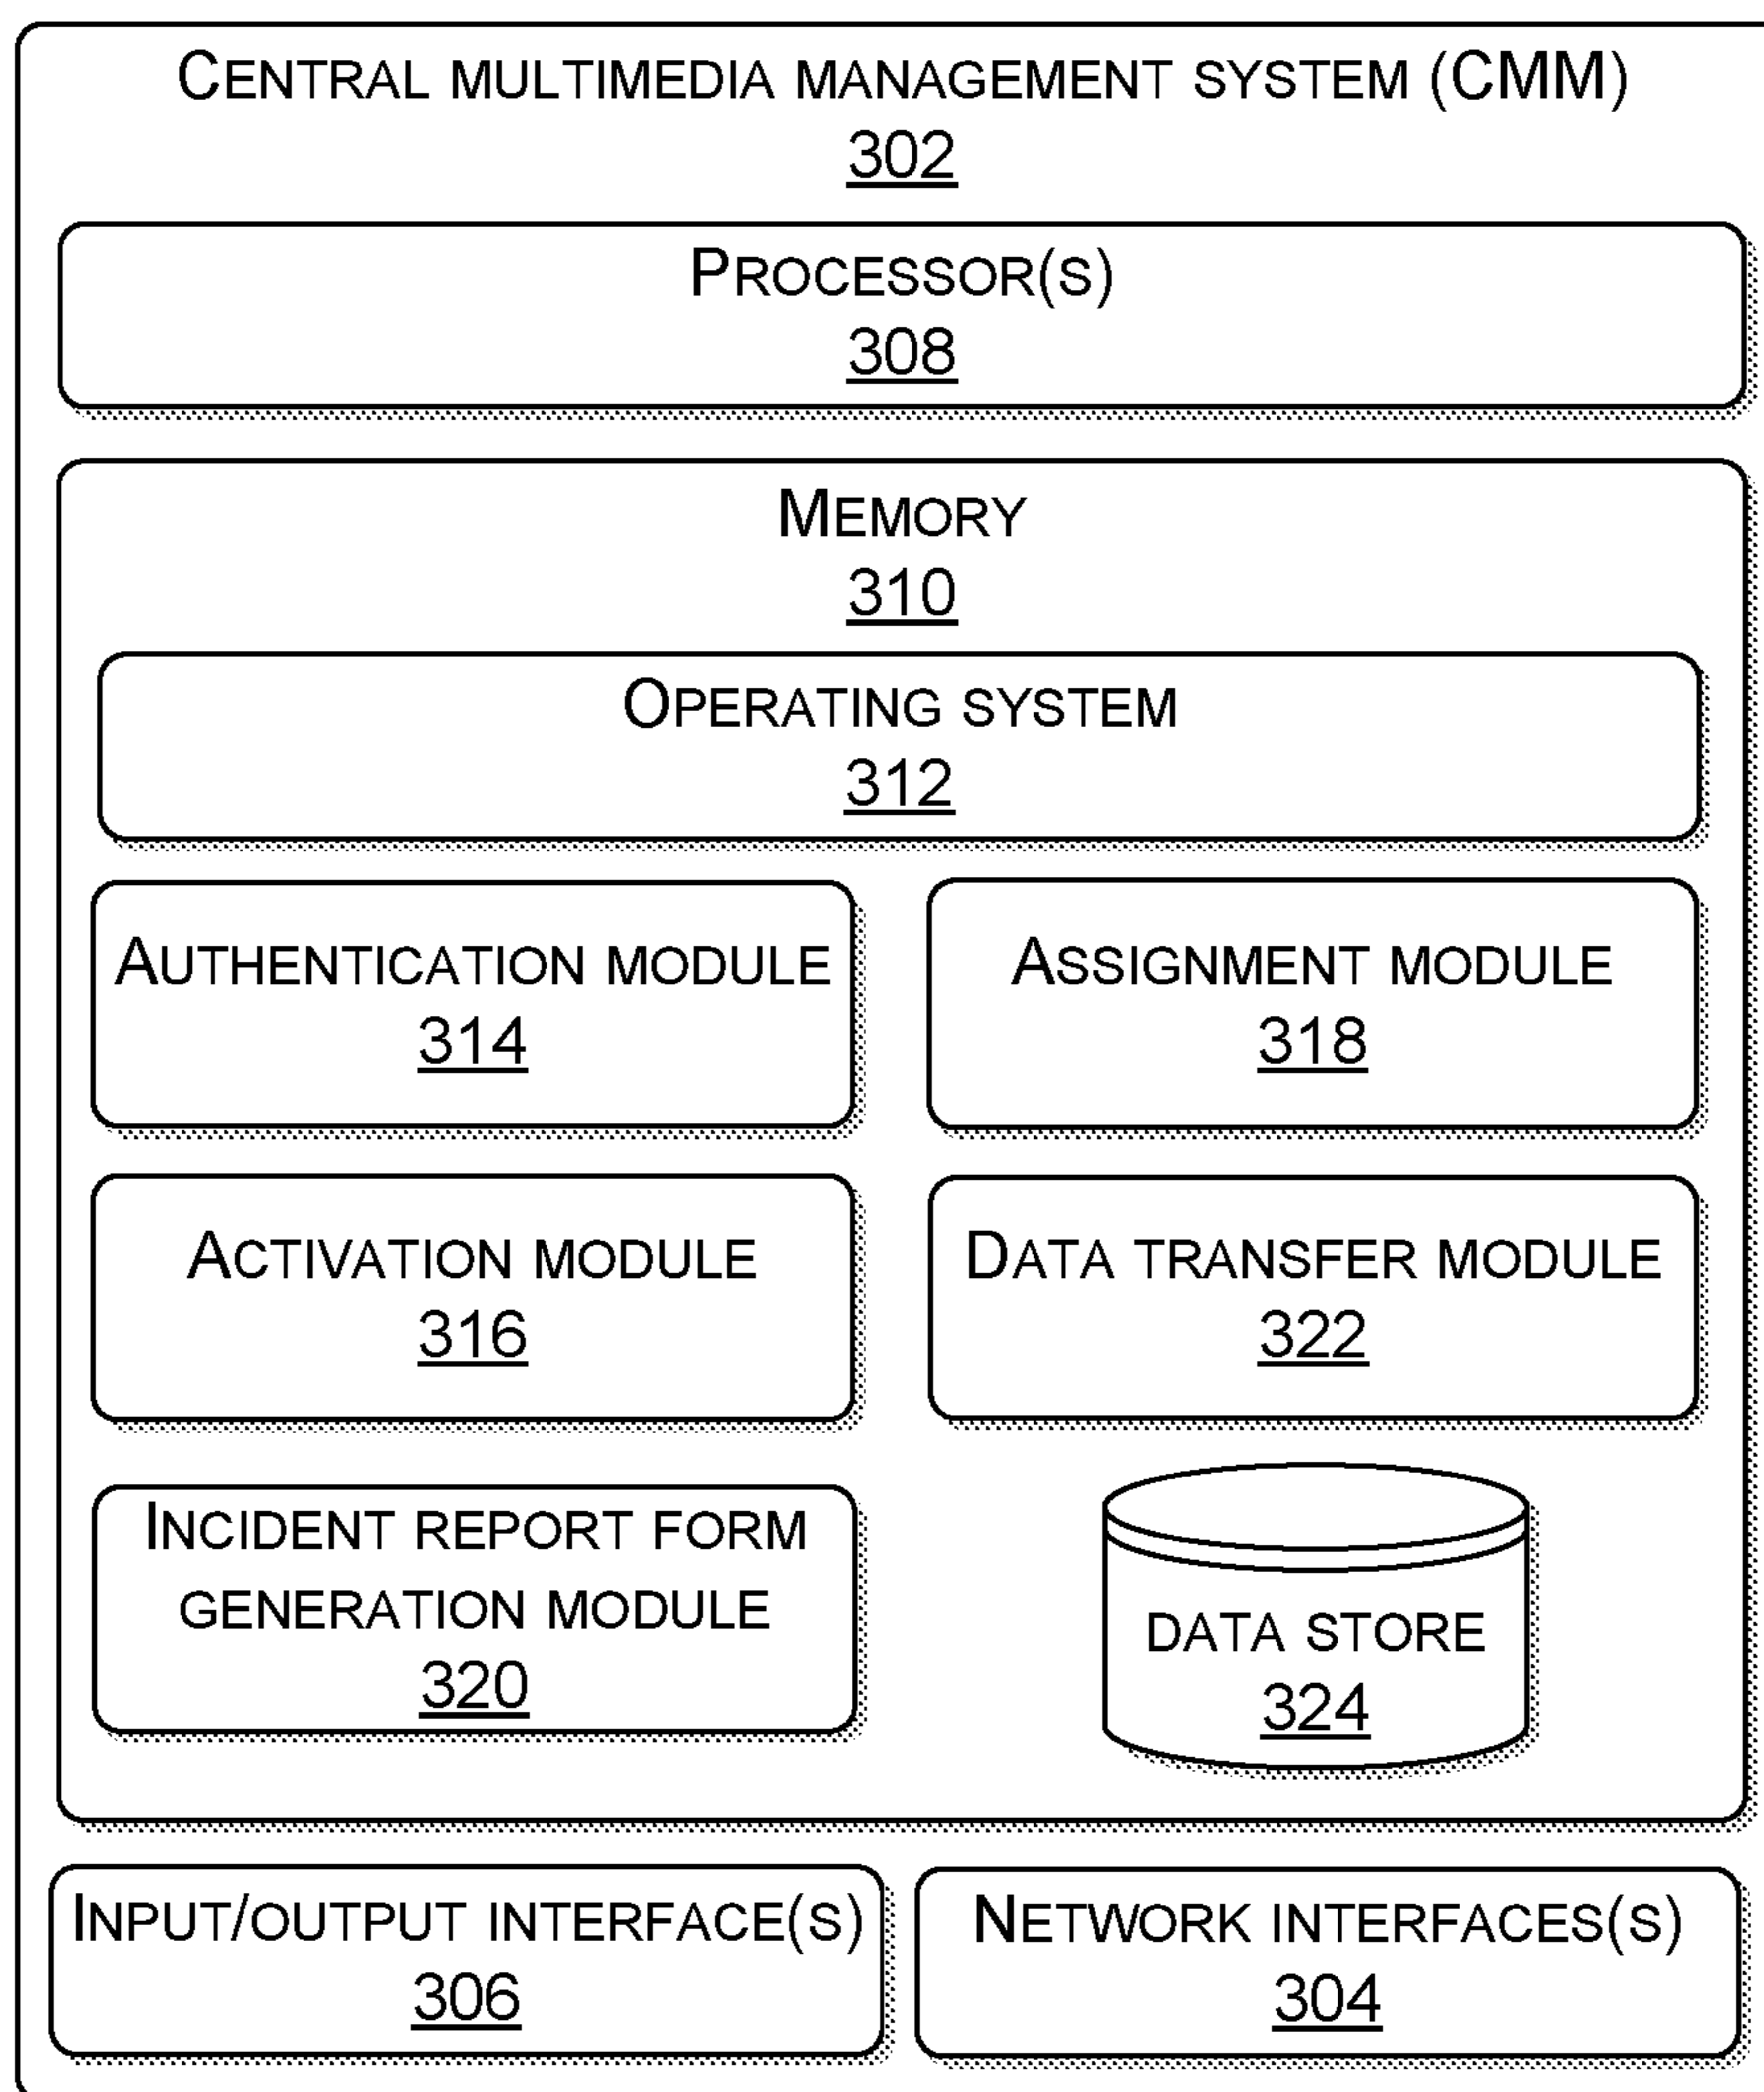 CENTRAL MULTIMEDIA MANAGEMENT SYSTEM (CMM)
302
PROCESSOR(S)
308
MEMORY
310
OPERATING SYSTEM
312
AUTHENTICATION MODULE
314
ASSIGNMENT MODULE
318
ACTIVATION MODULE
316
DATA TRANSFER MODULE
322
INCIDENT REPORT FORM
GENERATION MODULE
320
DATA STORE
324
INPUT/OUTPUT INTERFACE(S)
306
NETWORK INTERFACES(S)
304